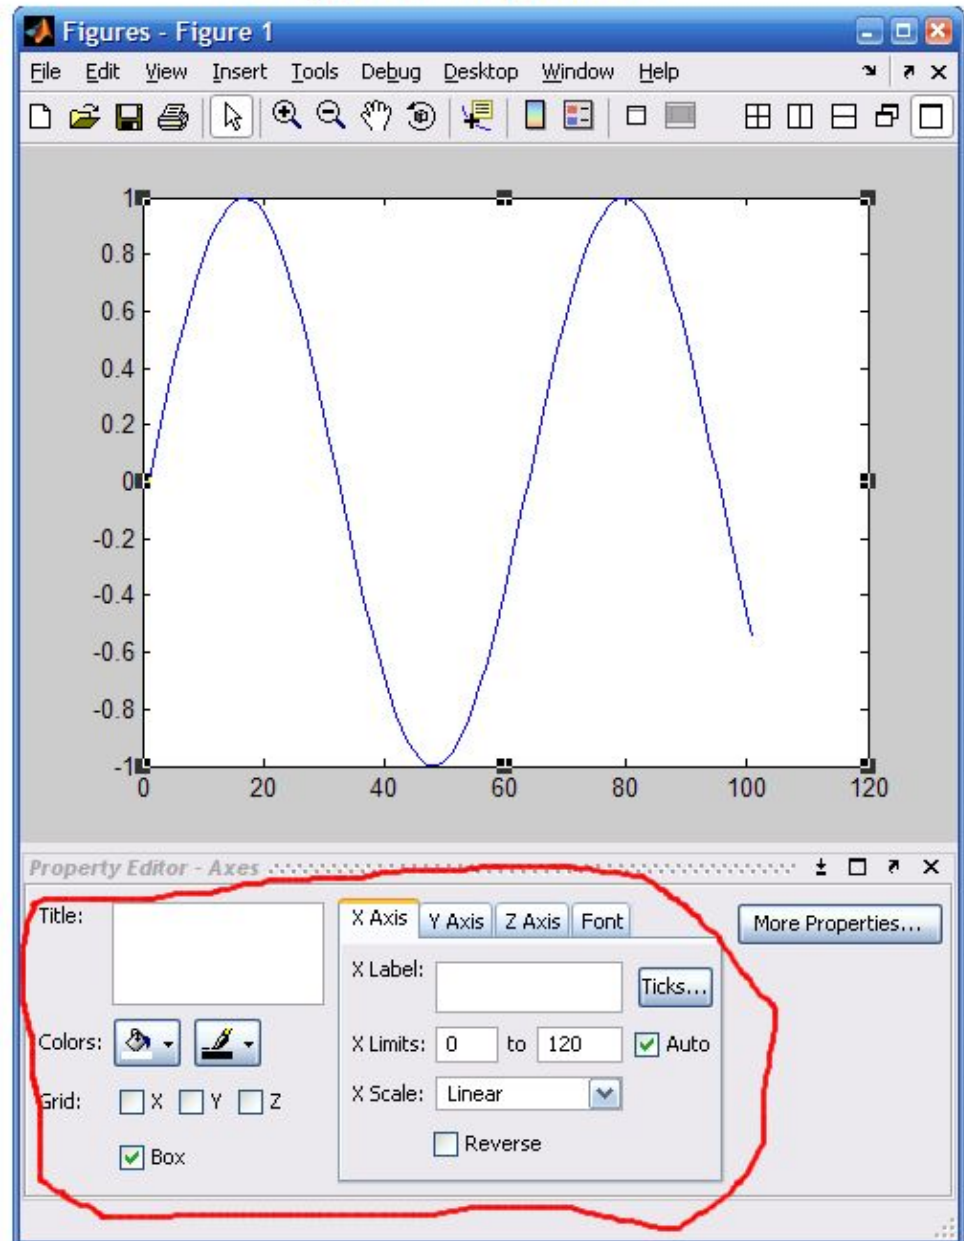 Figures - Figure 1
File Edit View Insert Tools Debug Desktop Window Help
1
0.8
0.6
0.4
0.2
0
-0.2
-0.4
-0.6
-0.8
-1
0 20 40 60 80 100 120
Property Editor - Axes
Title:
X Axis Y Axis Z Axis Font
More Properties...
X Label:
Ticks...
Colors:
X Limits: 0 to 120 Auto
Grid: X Y Z
X Scale: Linear
Box
Reverse